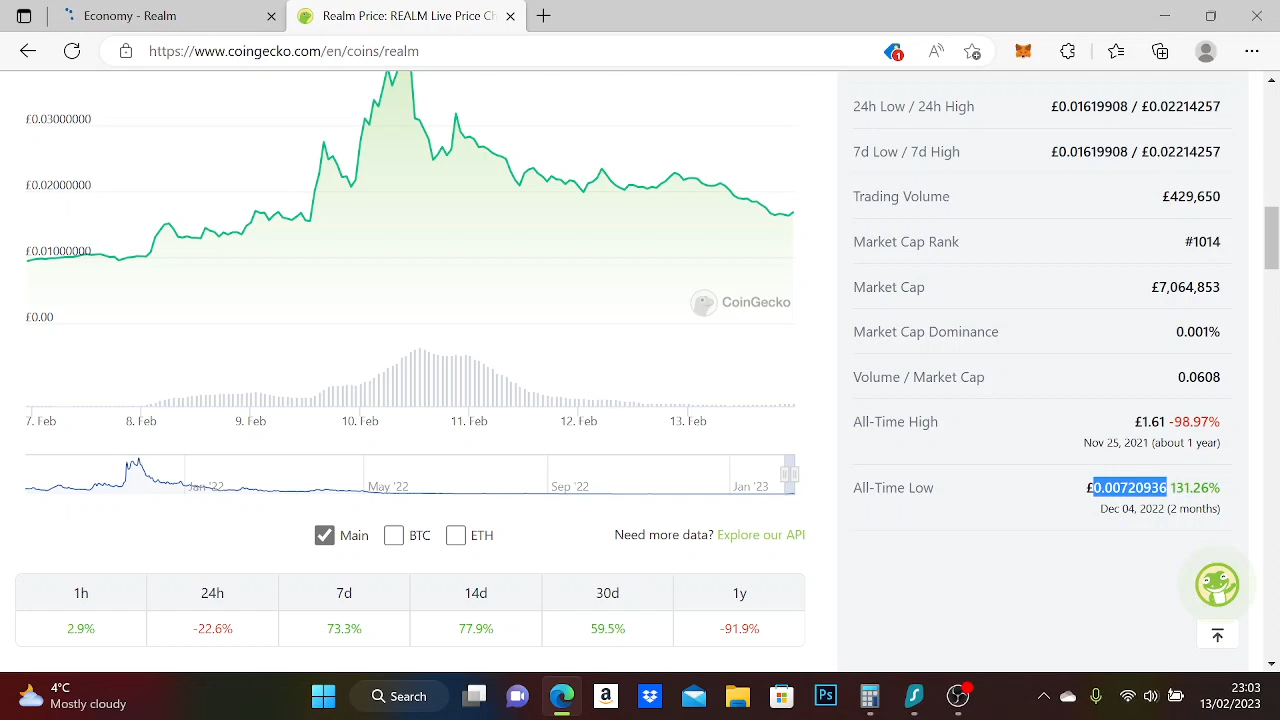 Economy - Realm
Realm Price: REALM Live Price Ch
https://www.coingecko.com/en/coins/realm
1
£0.03000000
£0.02000000
£0.01000000
£0.00
CoinGecko
7. Feb 8. Feb 9. Feb 10. Feb 11. Feb 12. Feb 13. Feb
Jan '22 May '22 Sep '22 Jan '23
Main BTC ETH
Need more data? Explore our API
1h 24h 7d 14d 30d 1y
2.9% -22.6% 73.3% 77.9% 59.5% -91.9%
24h Low / 24h High £0.01619908 / £0.02214257
7d Low / 7d High £0.01619908 / £0.02214257
Trading Volume £429,650
Market Cap Rank #1014
Market Cap £7,064,853
Market Cap Dominance 0.001%
Volume / Market Cap 0.0608
All-Time High £1.61 -98.97%
Nov 25, 2021 (about 1 year)
All-Time Low £0.00720936 131.26%
Dec 04, 2022 (2 months)
4°C
Mostly cloudy
Search
a
Ps
23:03
13/02/2023